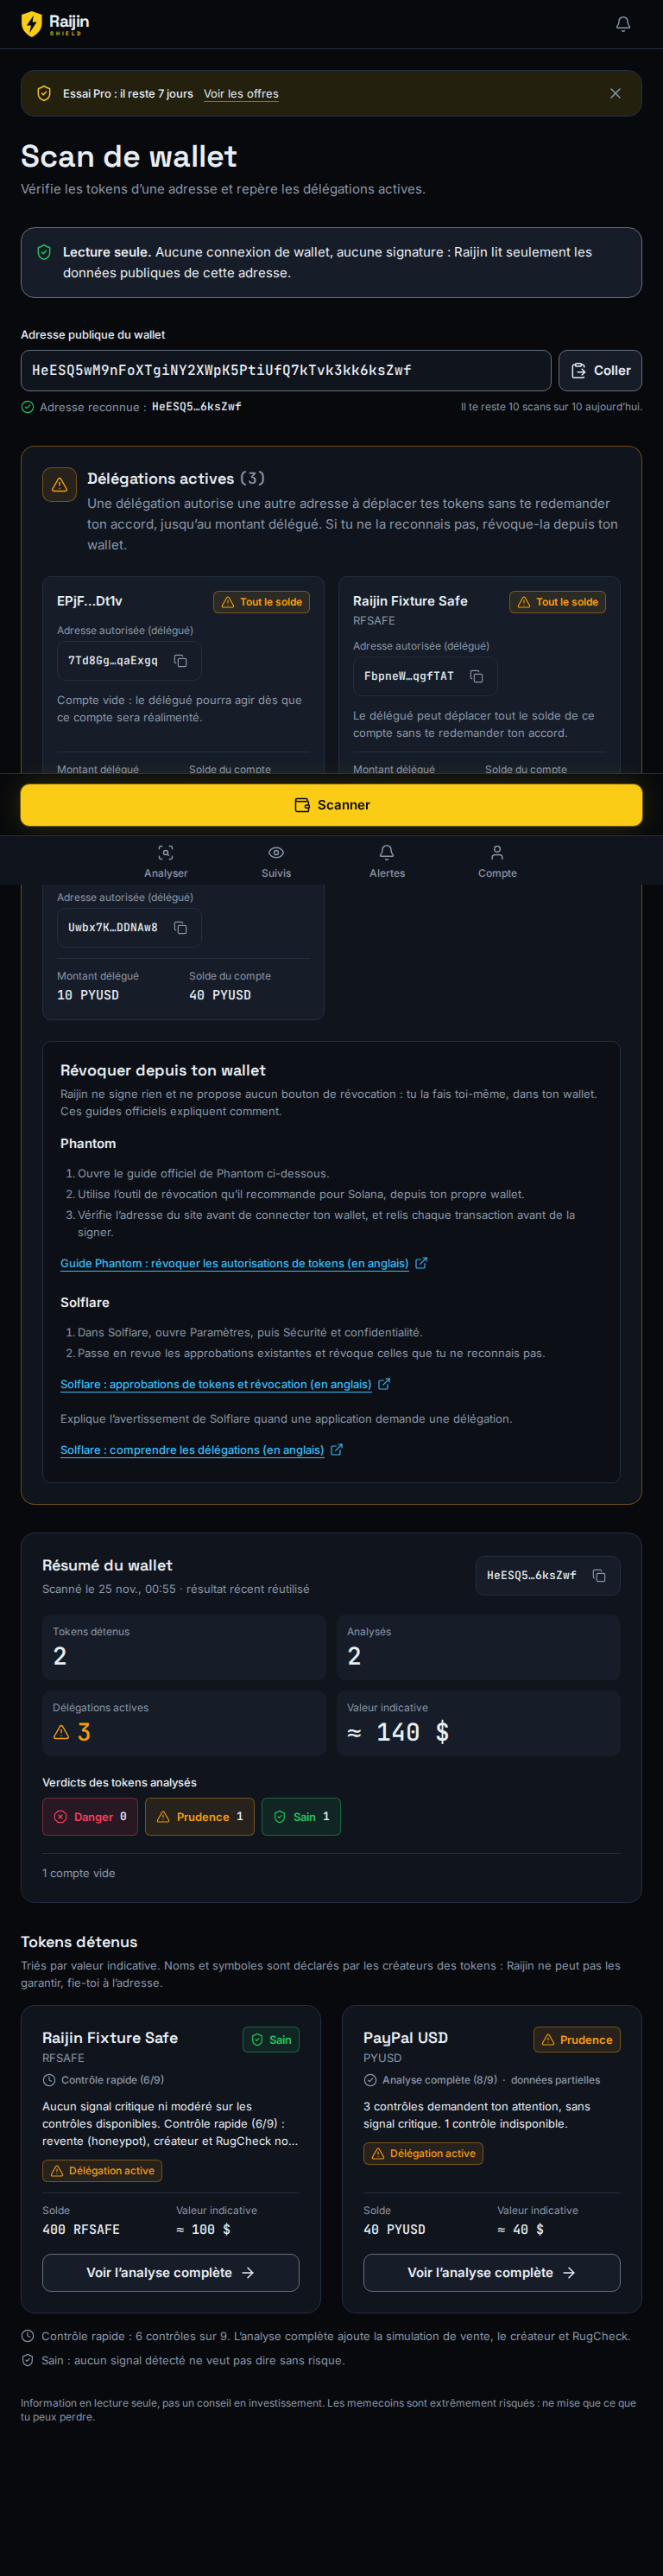 Raijin
SHIELD
Essai Pro : il reste 7 jours Voir les offres
Scan de wallet
Vérifie les tokens d’une adresse et repère les délégations actives.
Lecture seule. Aucune connexion de wallet, aucune signature : Raijin lit seulement les
données publiques de cette adresse.
Adresse publique du wallet
HeESQ5wM9nFoXTgiNY2XWpK5PtiUfQ7kTvk3kk6ksZwf
Coller
Adresse reconnue : HeESQ5…6ksZwf
Il te reste 10 scans sur 10 aujourd’hui.
Délégations actives (3)
Une délégation autorise une autre adresse à déplacer tes tokens sans te redemander
ton accord, jusqu’au montant délégué. Si tu ne la reconnais pas, révoque-la depuis ton
wallet.
EPjF…Dt1v
Tout le solde
Adresse autorisée (délégué)
7Td8Gg…qaExgq
Compte vide : le délégué pourra agir dès que
ce compte sera réalimenté.
Montant délégué
Solde du compte
Raijin Fixture Safe
Tout le solde
RFSAFE
Adresse autorisée (délégué)
FbpneW…qgfTAT
Le délégué peut déplacer tout le solde de ce
compte sans te redemander ton accord.
Montant délégué
Solde du compte
Scanner
Analyser
Suivis
Alertes
Compte
Adresse autorisée (délégué)
Uwbx7K…DDNAw8
Montant délégué
Solde du compte
10 PYUSD
40 PYUSD
Révoquer depuis ton wallet
Raijin ne signe rien et ne propose aucun bouton de révocation : tu la fais toi-même, dans ton wallet.
Ces guides officiels expliquent comment.
Phantom
1. Ouvre le guide officiel de Phantom ci-dessous.
2. Utilise l’outil de révocation qu’il recommande pour Solana, depuis ton propre wallet.
3. Vérifie l’adresse du site avant de connecter ton wallet, et relis chaque transaction avant de la
signer.
Guide Phantom : révoquer les autorisations de tokens (en anglais)
Solflare
1. Dans Solflare, ouvre Paramètres, puis Sécurité et confidentialité.
2. Passe en revue les approbations existantes et révoque celles que tu ne reconnais pas.
Solflare : approbations de tokens et révocation (en anglais)
Explique l’avertissement de Solflare quand une application demande une délégation.
Solflare : comprendre les délégations (en anglais)
Résumé du wallet
Scanné le 25 nov., 00:55 · résultat récent réutilisé
HeESQ5…6ksZwf
Tokens détenus
2
Analysés
2
Délégations actives
3
Valeur indicative
≈ 140 $
Verdicts des tokens analysés
Danger 0
Prudence 1
Sain 1
1 compte vide
Tokens détenus
Triés par valeur indicative. Noms et symboles sont déclarés par les créateurs des tokens : Raijin ne peut pas les
garantir, fie-toi à l’adresse.
Raijin Fixture Safe
Sain
RFSAFE
Contrôle rapide (6/9)
Aucun signal critique ni modéré sur les
contrôles disponibles. Contrôle rapide (6/9) :
revente (honeypot), créateur et RugCheck no…
Délégation active
Solde
Valeur indicative
400 RFSAFE
≈ 100 $
Voir l’analyse complète
PayPal USD
Prudence
PYUSD
Analyse complète (8/9) · données partielles
3 contrôles demandent ton attention, sans
signal critique. 1 contrôle indisponible.
Délégation active
Solde
Valeur indicative
40 PYUSD
≈ 40 $
Voir l’analyse complète
Contrôle rapide : 6 contrôles sur 9. L’analyse complète ajoute la simulation de vente, le créateur et RugCheck.
Sain : aucun signal détecté ne veut pas dire sans risque.
Information en lecture seule, pas un conseil en investissement. Les memecoins sont extrêmement risqués : ne mise que ce que
tu peux perdre.